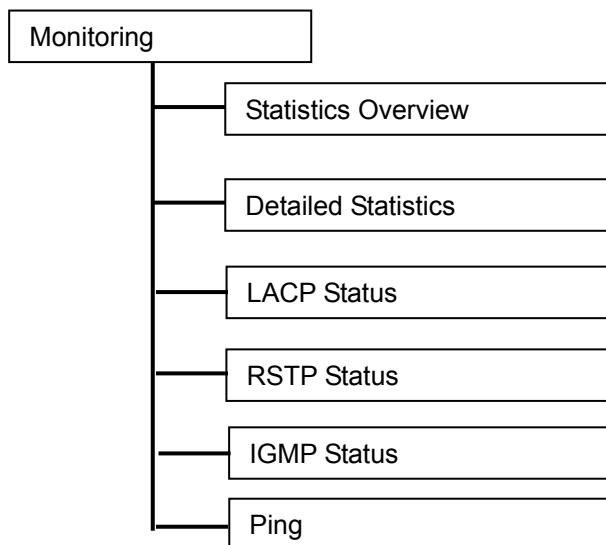 Monitoring
Statistics Overview
Detailed Statistics
LACP Status
RSTP Status
IGMP Status
Ping